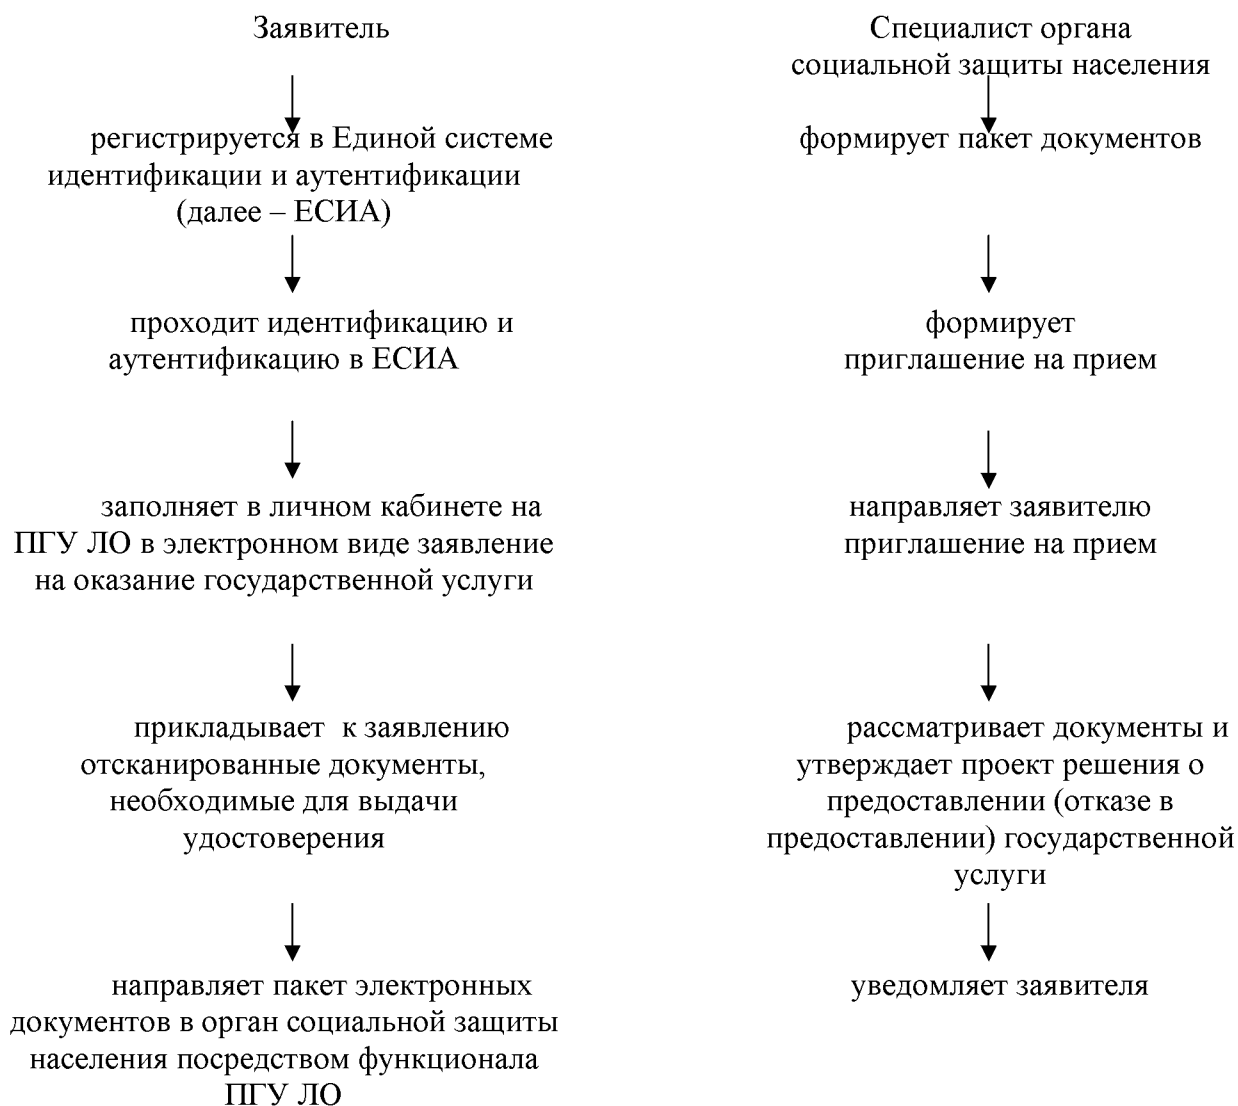 Заявитель
регистрируется в Единой системе
идентификации и аутентификации
(далее – ЕСИА)
проходит идентификацию и
аутентификацию в ЕСИА
заполняет в личном кабинете на
ПГУ ЛО в электронном виде заявление
на оказание государственной услуги
прикладывает к заявлению
отсканированные документы,
необходимые для выдачи
удостоверения
направляет пакет электронных
документов в орган социальной защиты
населения посредством функционала
ПГУ ЛО
Специалист органа
социальной защиты населения
формирует пакет документов
формирует
приглашение на прием
направляет заявителю
приглашение на прием
рассматривает документы и
утверждает проект решения о
предоставлении (отказе в
предоставлении) государственной
услуги
уведомляет заявителя